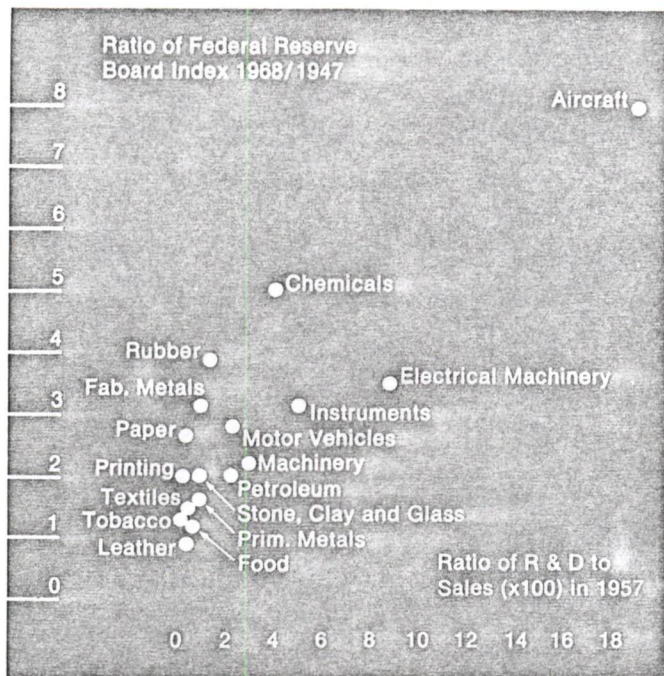 Ratio of Federal Reserve
Board Index 1968/1947
8
Aircraft
7
6
5
Chemicals
4
Rubber
Electrical Machinery
Fab. Metals
3
Instruments
Paper
Motor Vehicles
Machinery
2
Printing
Petroleum
Textiles
Stone, Clay and Glass
Tobacco
1
Prim. Metals
Leather
Food
Ratio of R & D to
Sales (x100) in 1957
0
0 2 4 6 8 10 12 14 16 18